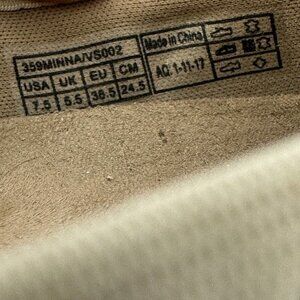 359MINNA/VS002
USA UK EU CM
7.5 5.5 38.5 24.5
Made in China
AQ. 1-11-17